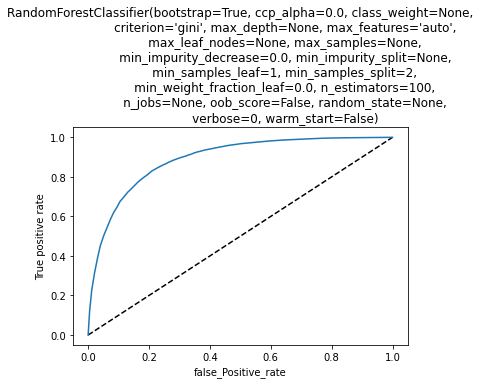 RandomForestClassifier(bootstrap=True, ccp_alpha=0.0, class_weight=None,
criterion='gini', max_depth=None, max_features='auto',
max_leaf_nodes=None, max_samples=None,
min_impurity_decrease=0.0, min_impurity_split=None,
min_samples_leaf=1, min_samples_split=2,
min_weight_fraction_leaf=0.0, n_estimators=100,
n_jobs=None, oob_score=False, random_state=None,
verbose=0, warm_start=False)
1.0
0.8
0.6
0.4
0.2
0.0
True positive rate
0.0 0.2 0.4 0.6 0.8 1.0
false_Positive_rate